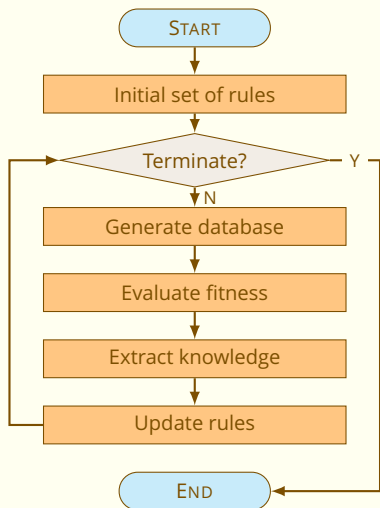 START
Initial set of rules
Terminate?
Y
N
Generate database
Evaluate fitness
Extract knowledge
Update rules
END